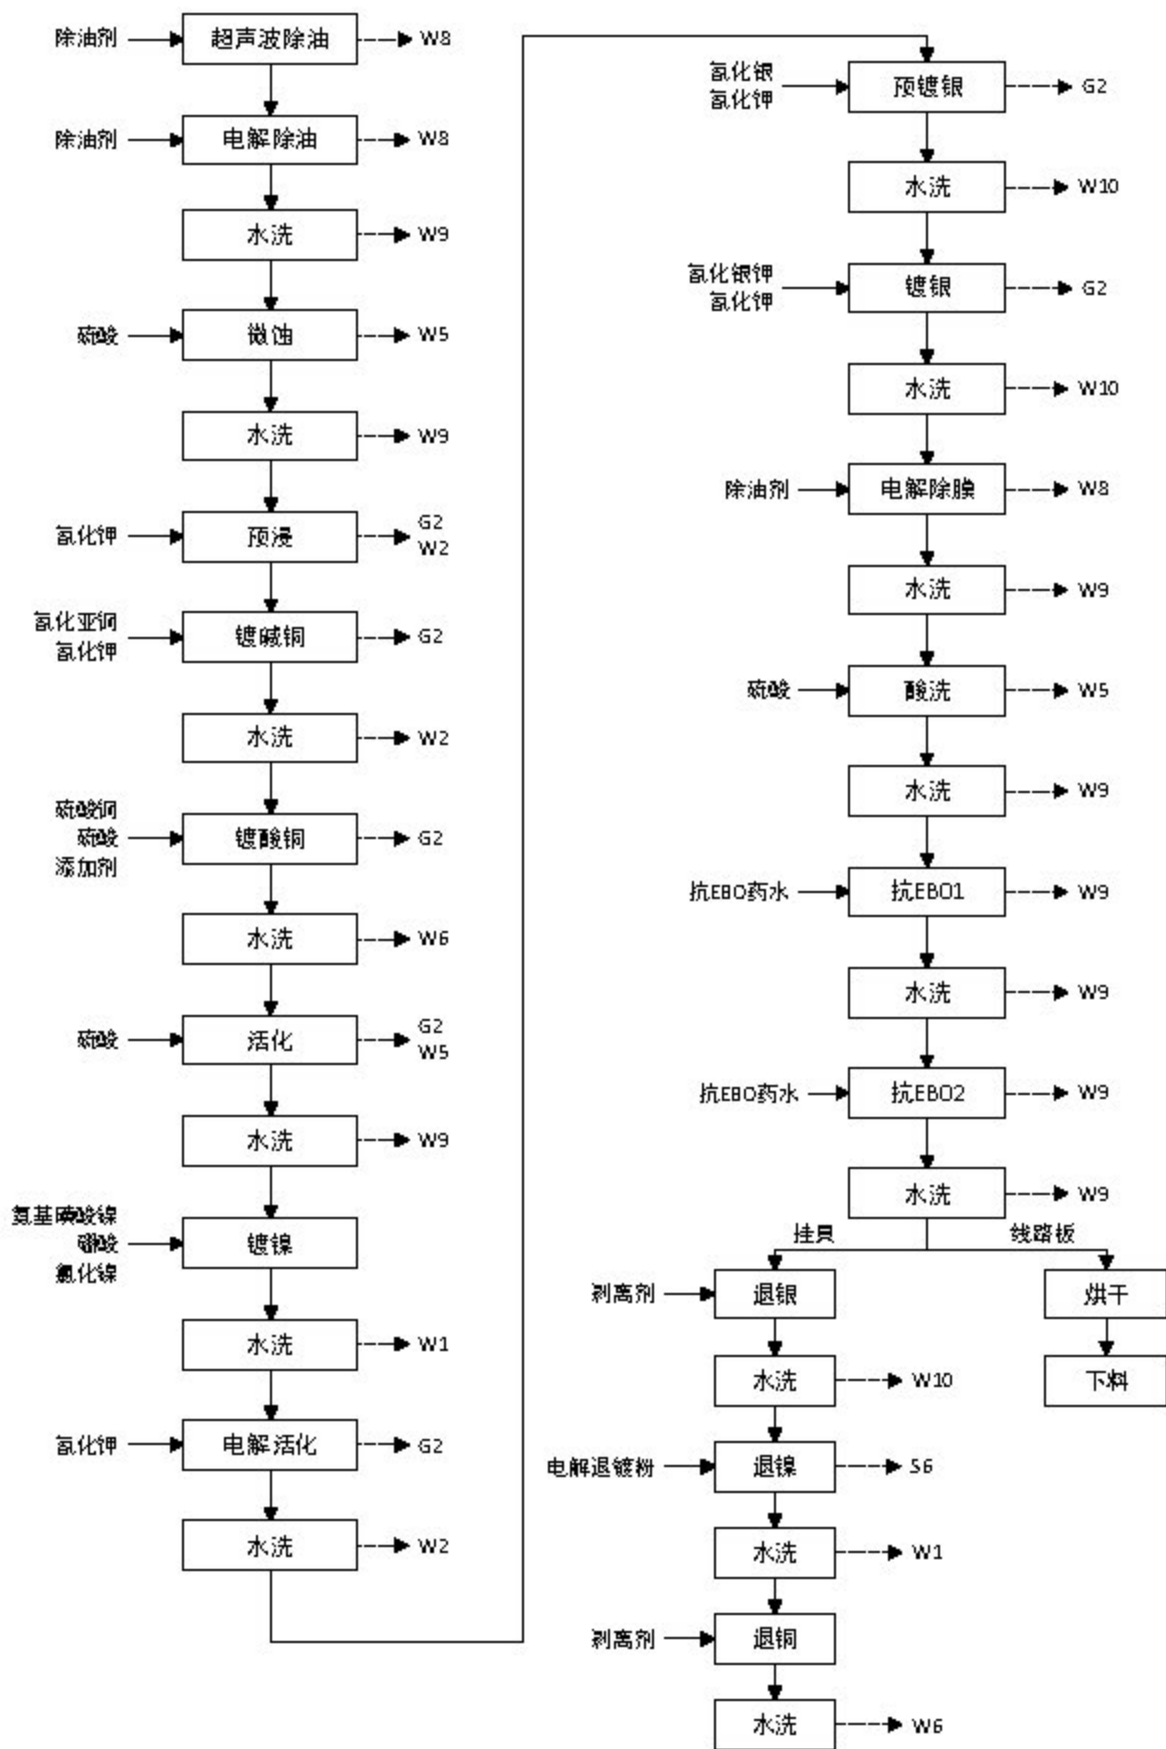 除油剂
超声波除油
W8
除油剂
电解除油
W8
水洗
W9
硫酸
微蚀
W5
水洗
W9
氰化钾
预浸
G2
W2
氰化亚铜
氰化钾
镀碱铜
G2
水洗
W2
硫酸铜
硫酸
添加剂
镀酸铜
G2
水洗
W6
硫酸
活化
G2
W5
水洗
W9
氨基磺酸镍
硼酸
氯化镍
镀镍
水洗
W1
氰化钾
电解活化
G2
水洗
W2
氰化银
氰化钾
预镀银
G2
水洗
W10
氰化银钾
氰化钾
镀银
G2
水洗
W10
除油剂
电解除膜
W8
水洗
W9
硫酸
酸洗
W5
水洗
W9
抗EBO药水
抗EBO1
W9
水洗
W9
抗EBO药水
抗EBO2
W9
水洗
W9
挂具
线路板
剥离剂
退银
烘干
水洗
W10
下料
电解退镀粉
退镍
S6
水洗
W1
剥离剂
退铜
水洗
W6